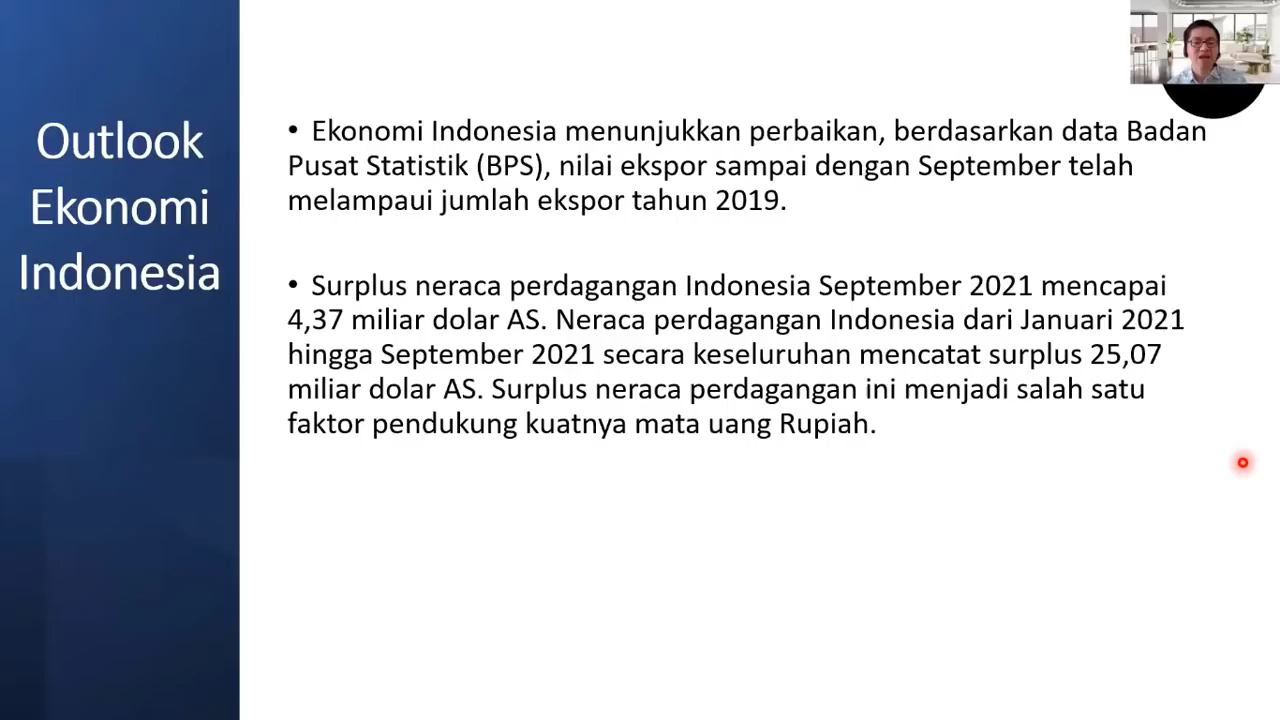 Outlook
Ekonomi
Indonesia
• Ekonomi Indonesia menunjukkan perbaikan, berdasarkan data Badan
Pusat Statistik (BPS), nilai ekspor sampai dengan September telah
melampaui jumlah ekspor tahun 2019.
• Surplus neraca perdagangan Indonesia September 2021 mencapai
4,37 miliar dolar AS. Neraca perdagangan Indonesia dari Januari 2021
hingga September 2021 secara keseluruhan mencatat surplus 25,07
miliar dolar AS. Surplus neraca perdagangan ini menjadi salah satu
faktor pendukung kuatnya mata uang Rupiah.